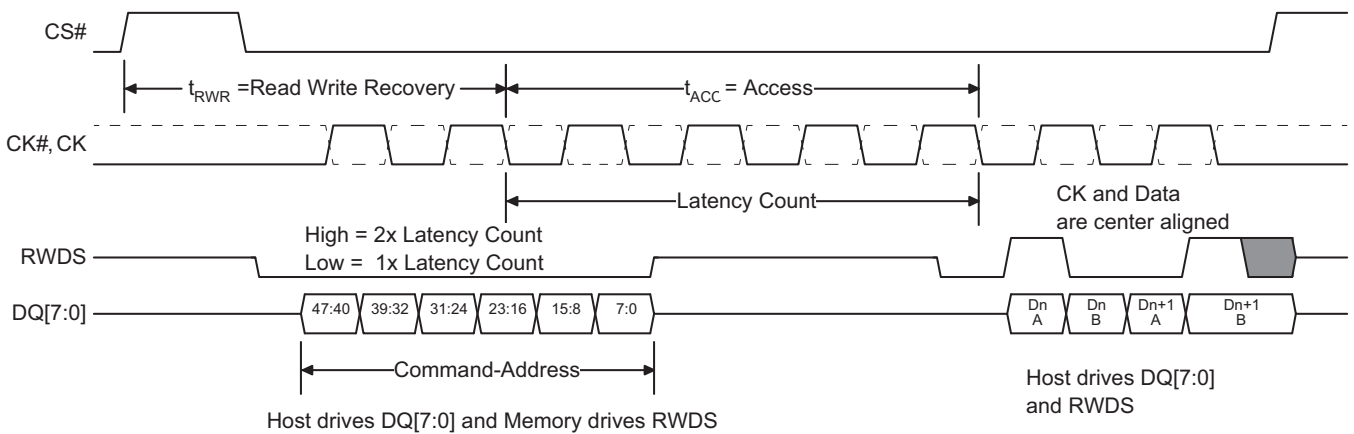 CS#
tRWR =Read Write Recovery
tACC = Access
CK#, CK
Latency Count
CK and Data
are center aligned
High = 2x Latency Count
Low = 1x Latency Count
RWDS
DQ[7:0]
47:40 39:32 31:24 23:16 15:8 7:0
Dn
A
Dn
B
Dn+1
A
Dn+1
B
Command-Address
Host drives DQ[7:0]
and RWDS
Host drives DQ[7:0] and Memory drives RWDS